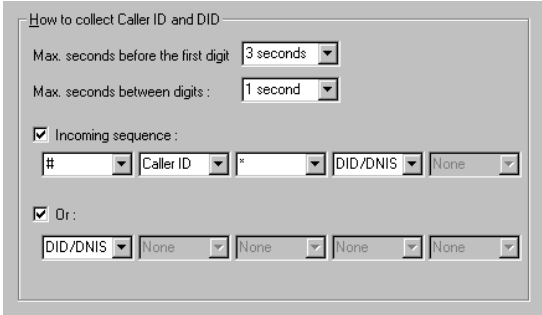 How to collect Caller ID and DID
Max. seconds before the first digit 3 seconds
Max. seconds between digits : 1 second
Incoming sequence :
# Caller ID * DID/DNIS None
Or :
DID/DNIS None None None None